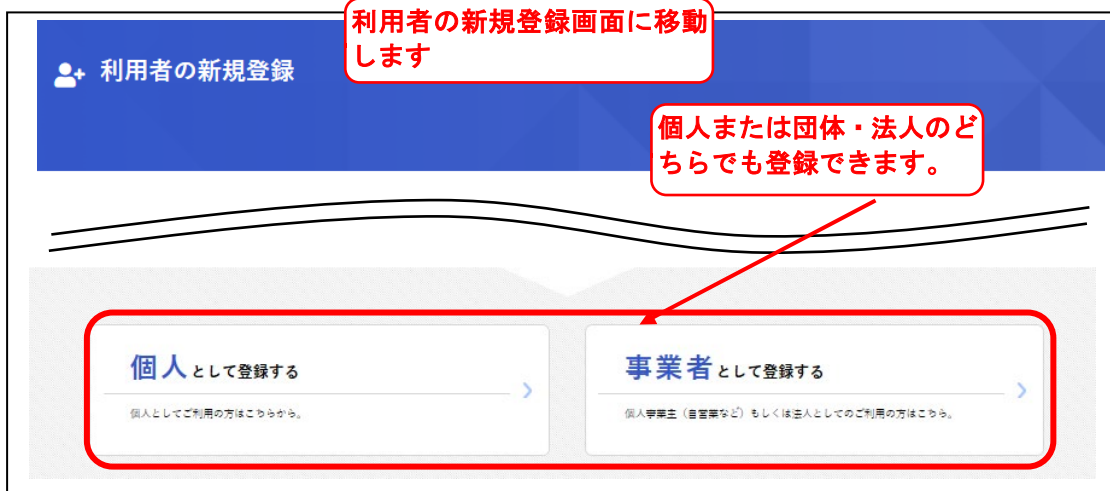 利用者の新規登録画面に移動
します
利用者の新規登録
個人または団体・法人のど
ちらでも登録できます。
個人として登録する
個人としてご利用の方はこちらから。
事業者として登録する
個人事業主（自営業など）もしくは法人としてのご利用の方はこちら。